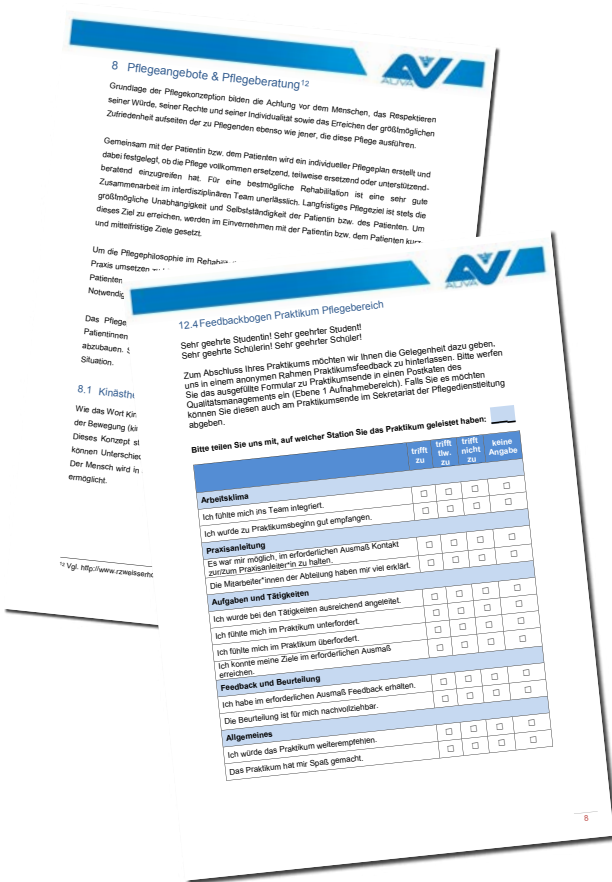 AUVA
8 Pflegeangebote & Pflegeberatung¹²
Grundlage der Pflegekonzeption bilden die Achtung vor dem Menschen, das Respektieren
seiner Würde, seiner Rechte und seiner Individualität sowie das Erreichen der größtmöglichen
Zufriedenheit aufseiten der zu Pflegenden ebenso wie jener, die diese Pflege ausführen.
Gemeinsam mit der Patientin bzw. dem Patienten wird ein individueller Pflegeplan erstellt und
dabei festgelegt, ob die Pflege vollkommen ersetzend, teilweise ersetzend oder unterstützend-
beratend einzugreifen hat. Für eine bestmögliche Rehabilitation ist eine sehr gute
Zusammenarbeit im interdisziplinären Team unerlässlich. Langfristiges Pflegeziel ist stets die
größtmögliche Unabhängigkeit und Selbstständigkeit der Patientin bzw. des Patienten. Um
dieses Ziel zu erreichen, werden im Einvernehmen mit der Patientin bzw. dem Patienten kurz-
und mittelfristige Ziele gesetzt.
Um die Pflegephilosophie im
Praxis umsetzen
Patienten
Das Pflege
Patientinnen
abzubauen.
Situation.
8.1
Wie das Wort
der Bewegung
Dieses Konzept
können
Der Mensch wird in
ermöglicht.
¹² Vgl.
AUVA
12.4 Feedbackbogen Praktikum Pflegebereich
Sehr geehrte Studentin! Sehr geehrter Student!
Sehr geehrte Schülerin! Sehr geehrter Schüler!
Zum Abschluss Ihres Praktikums möchten wir Ihnen die Gelegenheit dazu geben,
uns in einem anonymen Rahmen Praktikumsfeedback zu hinterlassen. Bitte werfen
Sie das ausgefüllte Formular zu Praktikumsende in einen Postkasten des
Qualitätsmanagements ein (Ebene 1 Aufnahmebereich). Falls Sie es möchten
können Sie diesen auch am Praktikumsende im Sekretariat der Pflegedienstleitung
abgeben.
Bitte teilen Sie uns mit, auf welcher Station Sie das Praktikum geleistet haben:
trifft zu trifft tlw. zu trifft nicht zu keine Angabe
Arbeitsklima
Ich fühlte mich ins Team integriert. ☐ ☐ ☐ ☐
Ich wurde zu Praktikumsbeginn gut empfangen. ☐ ☐ ☐ ☐
Praxisanleitung
Es war mir möglich, im erforderlichen Ausmaß Kontakt
zur/zum Praxisanleiter*in zu halten. ☐ ☐ ☐ ☐
Die Mitarbeiter*innen der Abteilung haben mir viel erklärt. ☐ ☐ ☐ ☐
Aufgaben und Tätigkeiten
Ich wurde bei den Tätigkeiten ausreichend angeleitet. ☐ ☐ ☐ ☐
Ich fühlte mich im Praktikum unterfordert. ☐ ☐ ☐ ☐
Ich fühlte mich im Praktikum überfordert. ☐ ☐ ☐ ☐
Ich konnte meine Ziele im erforderlichen Ausmaß
erreichen. ☐ ☐ ☐ ☐
Feedback und Beurteilung
Ich habe im erforderlichen Ausmaß Feedback erhalten. ☐ ☐ ☐ ☐
Die Beurteilung ist für mich nachvollziehbar. ☐ ☐ ☐ ☐
Allgemeines
Ich würde das Praktikum weiterempfehlen. ☐ ☐ ☐ ☐
Das Praktikum hat mir Spaß gemacht. ☐ ☐ ☐ ☐
8